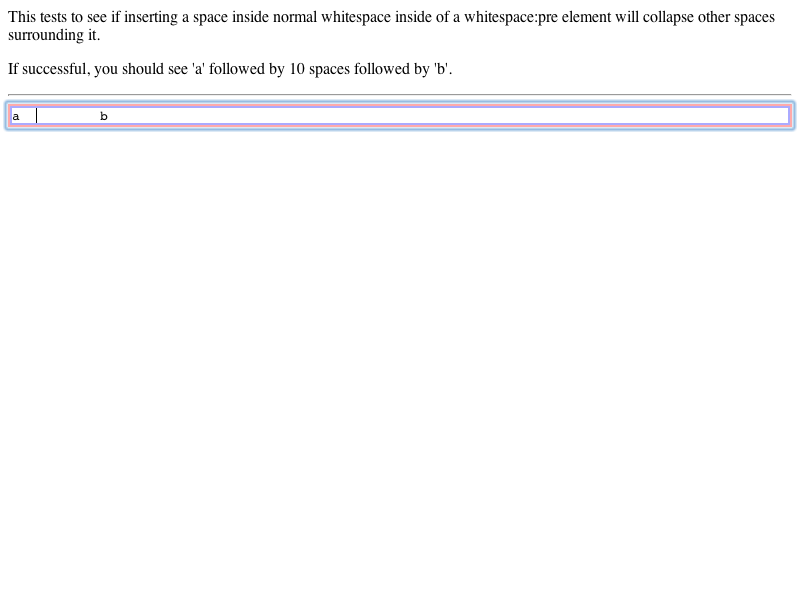 This tests to see if inserting a space inside normal whitespace inside of a whitespace:pre element will collapse other spaces
surrounding it.
If successful, you should see 'a' followed by 10 spaces followed by 'b'.
a          b